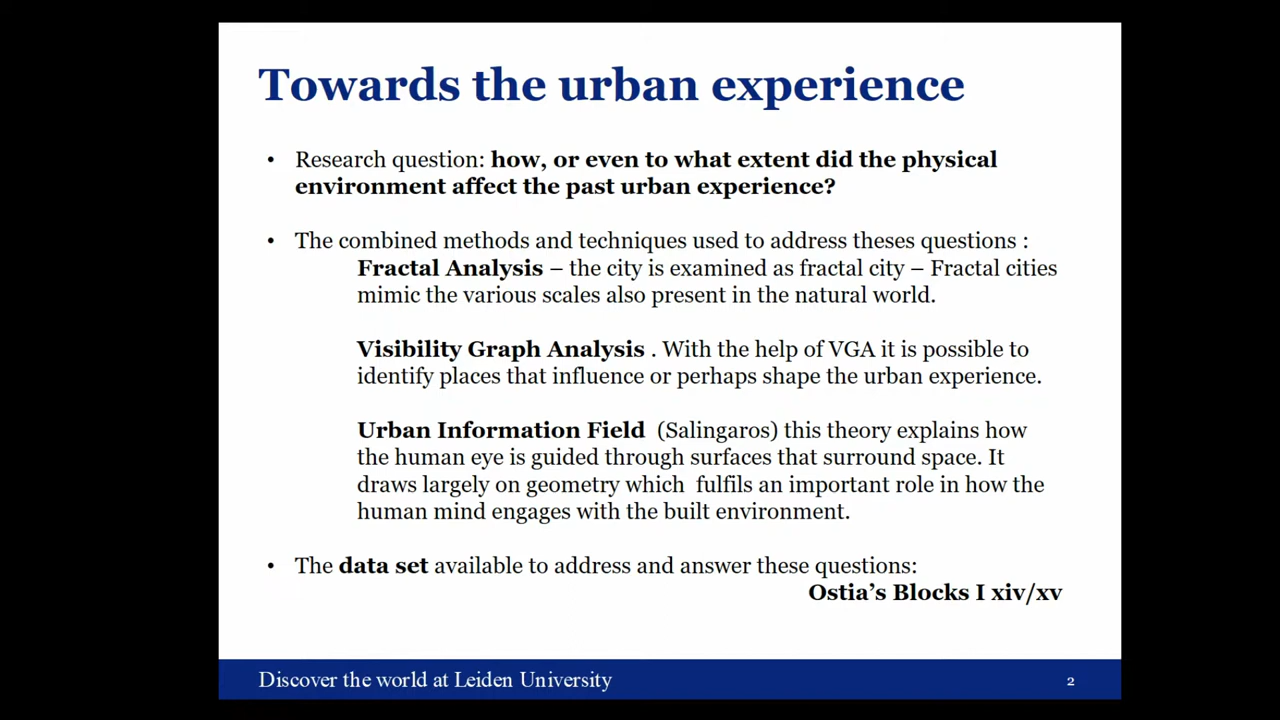 Towards the urban experience
• Research question: how, or even to what extent did the physical
environment affect the past urban experience?
• The combined methods and techniques used to address theses questions :
Fractal Analysis – the city is examined as fractal city – Fractal cities
mimic the various scales also present in the natural world.
Visibility Graph Analysis . With the help of VGA it is possible to
identify places that influence or perhaps shape the urban experience.
Urban Information Field (Salingaros) this theory explains how
the human eye is guided through surfaces that surround space. It
draws largely on geometry which fulfils an important role in how the
human mind engages with the built environment.
• The data set available to address and answer these questions:
Ostia’s Blocks I xiv/xv
Discover the world at Leiden University 2